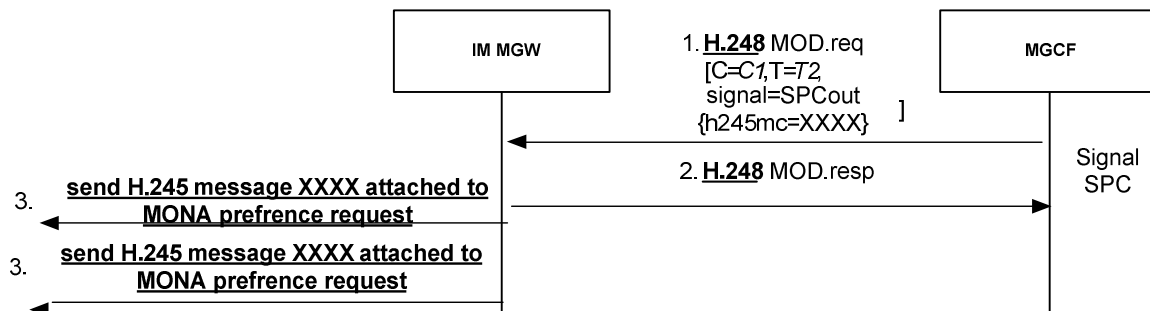 IM MGW
MGCF
1. H.248 MOD.req
[C=C1,T=T2,
signal=SPCout
{h245mc=XXXX} ]
2. H.248 MOD.resp
Signal
SPC
3. send H.245 message XXXX attached to
MONA prefrence request
3. send H.245 message XXXX attached to
MONA prefrence request